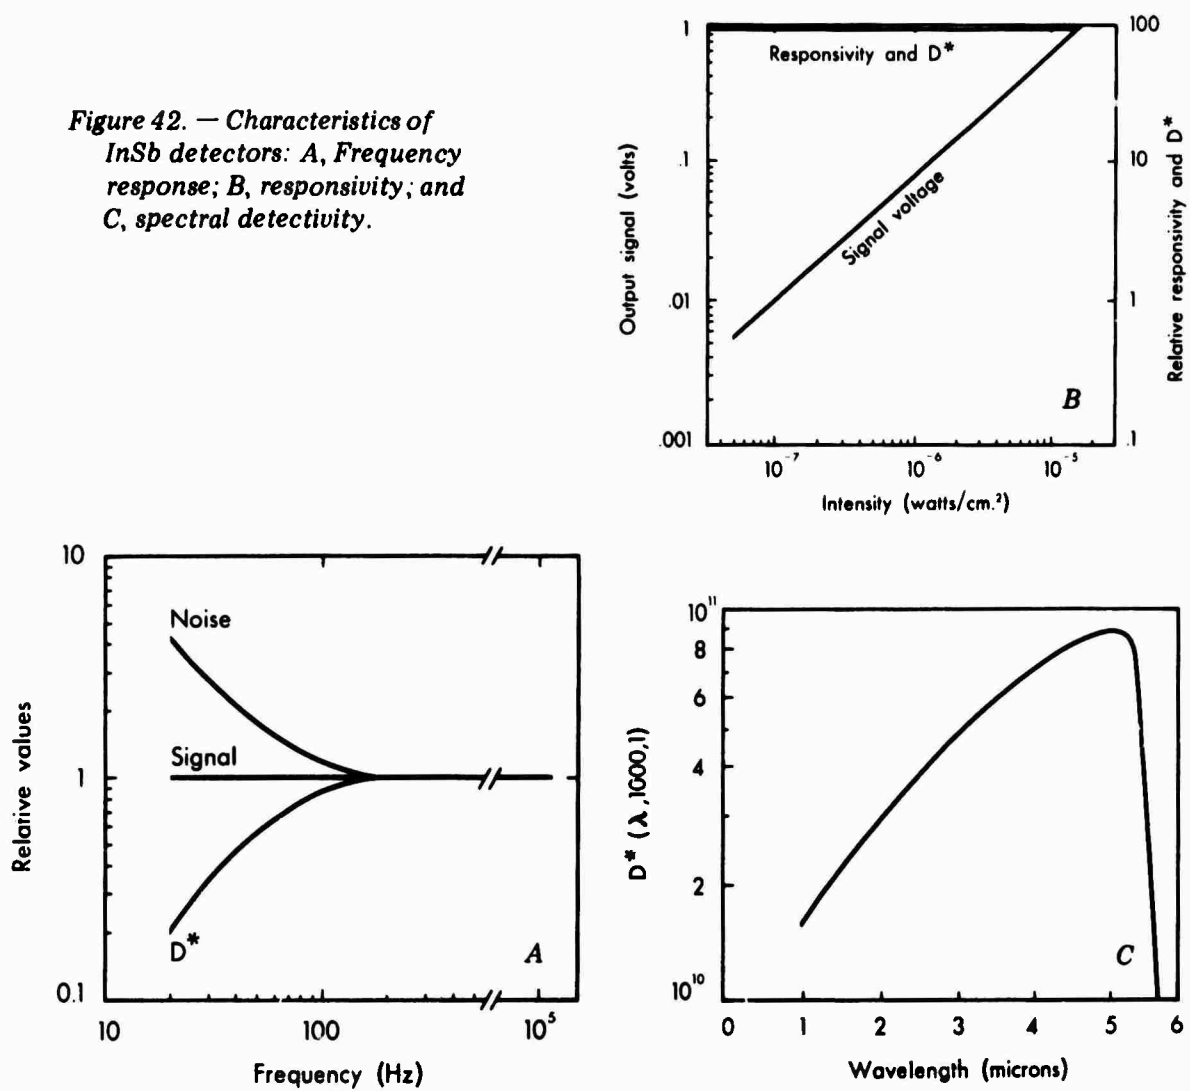 Figure 42. — Characteristics of
InSb detectors: A, Frequency
response; B, responsivity; and
C, spectral detectivity.
1
.1
.01
.001
Output signal (volts)
Responsivity and D*
Signal voltage
100
10
1
.1
Relative responsivity and D*
B
10⁻⁷ 10⁻⁶ 10⁻⁵
Intensity (watts/cm.²)
10
1
0.1
Relative values
Noise
Signal
D*
A
10 100 10⁵
Frequency (Hz)
10¹¹
8
6
4
2
10¹⁰
D* (λ,1000,1)
C
0 1 2 3 4 5 6
Wavelength (microns)